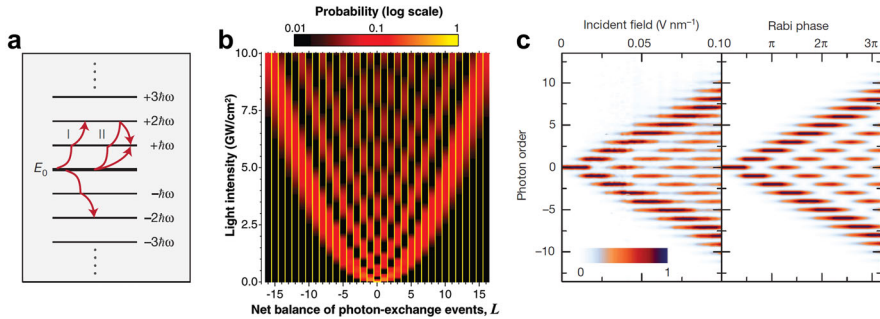 a
⋮
+3ħω
+2ħω
I
II
+ħω
E₀
−ħω
−2ħω
−3ħω
⋮
b
Probability (log scale)
0.01 0.1 1
Light intensity (GW/cm²)
10.0
7.5
5.0
2.5
0.0
-15 -10 -5 0 5 10 15
Net balance of photon-exchange events, L
c
Incident field (V nm⁻¹) Rabi phase
0 0.05 0.10 π 2π 3π
Photon order
10
5
0
−5
−10
0 1